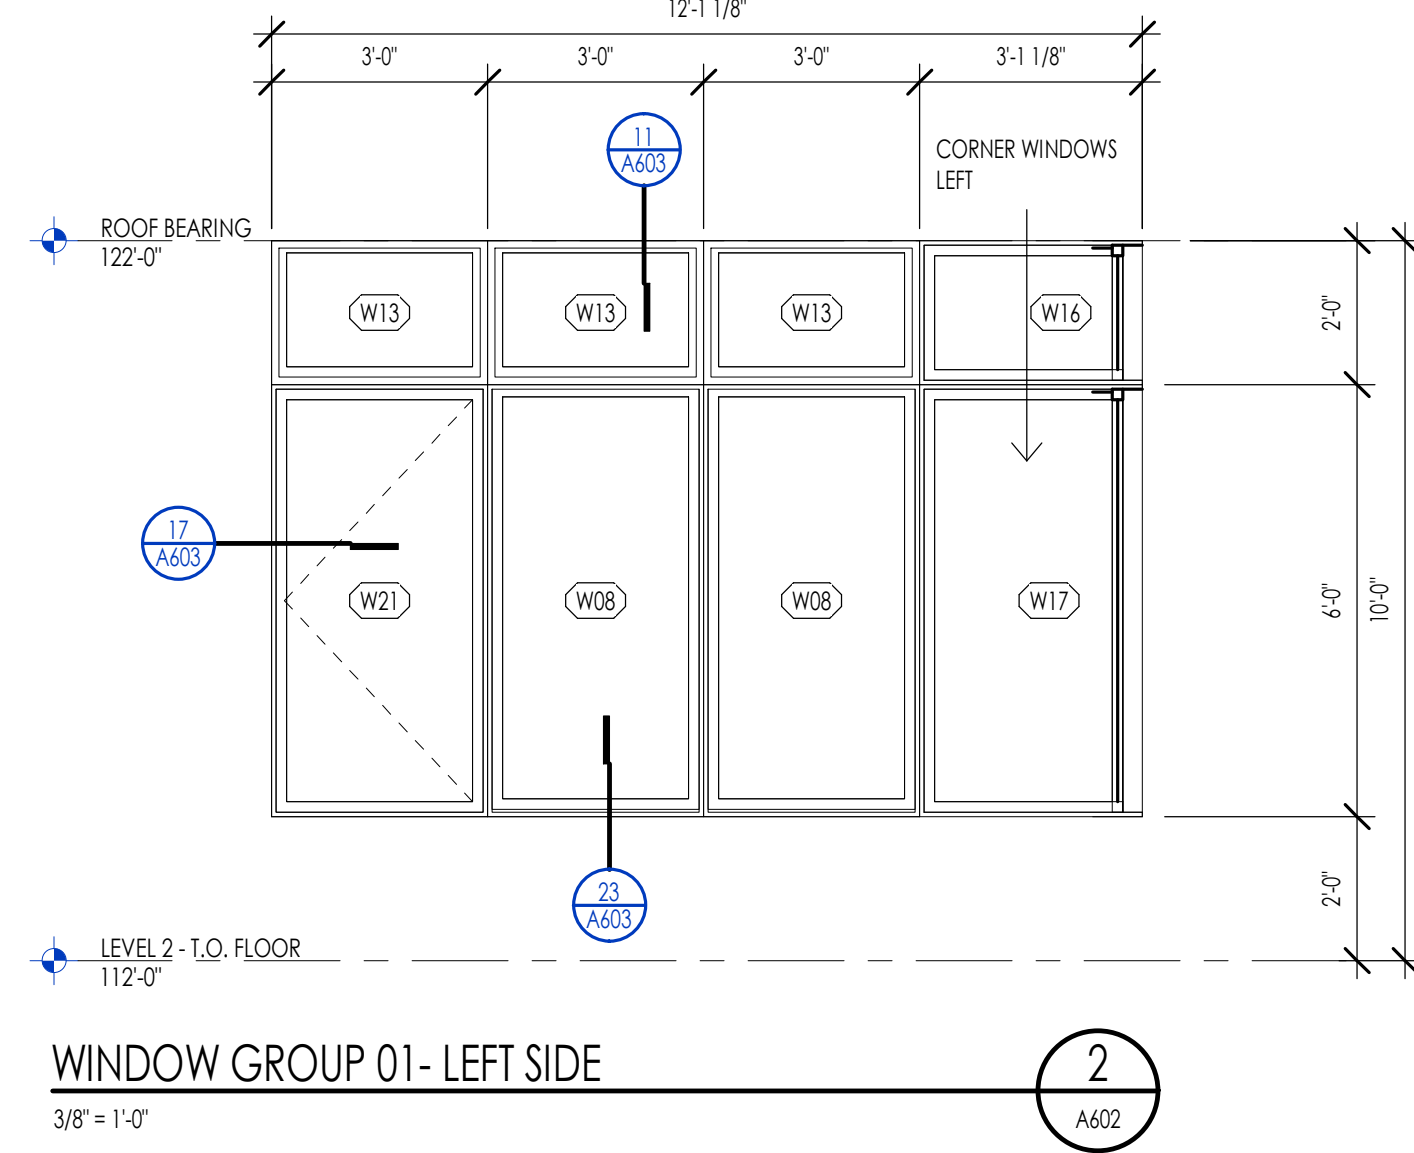 12'-1 1/8"
3'-0"
3'-0"
3'-0"
3'-1 1/8"
11
A603
CORNER WINDOWS
LEFT
ROOF BEARING
122'-0"
W13
W13
W13
W16
2'-0"
17
A603
W21
W08
W08
W17
6'-0"
10'-0"
23
A603
2'-0"
LEVEL 2 - T.O. FLOOR
112'-0"
WINDOW GROUP 01- LEFT SIDE
2
3/8" = 1'-0"
A602